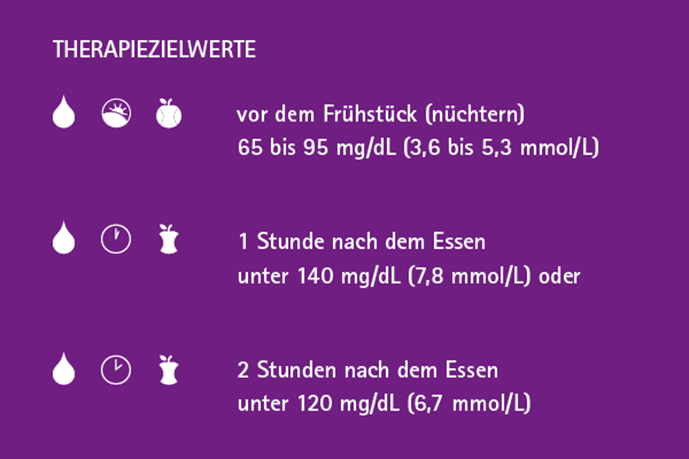 THERAPIEZIELWERTE
vor dem Frühstück (nüchtern)
65 bis 95 mg/dL (3,6 bis 5,3 mmol/L)
1 Stunde nach dem Essen
unter 140 mg/dL (7,8 mmol/L) oder
2 Stunden nach dem Essen
unter 120 mg/dL (6,7 mmol/L)